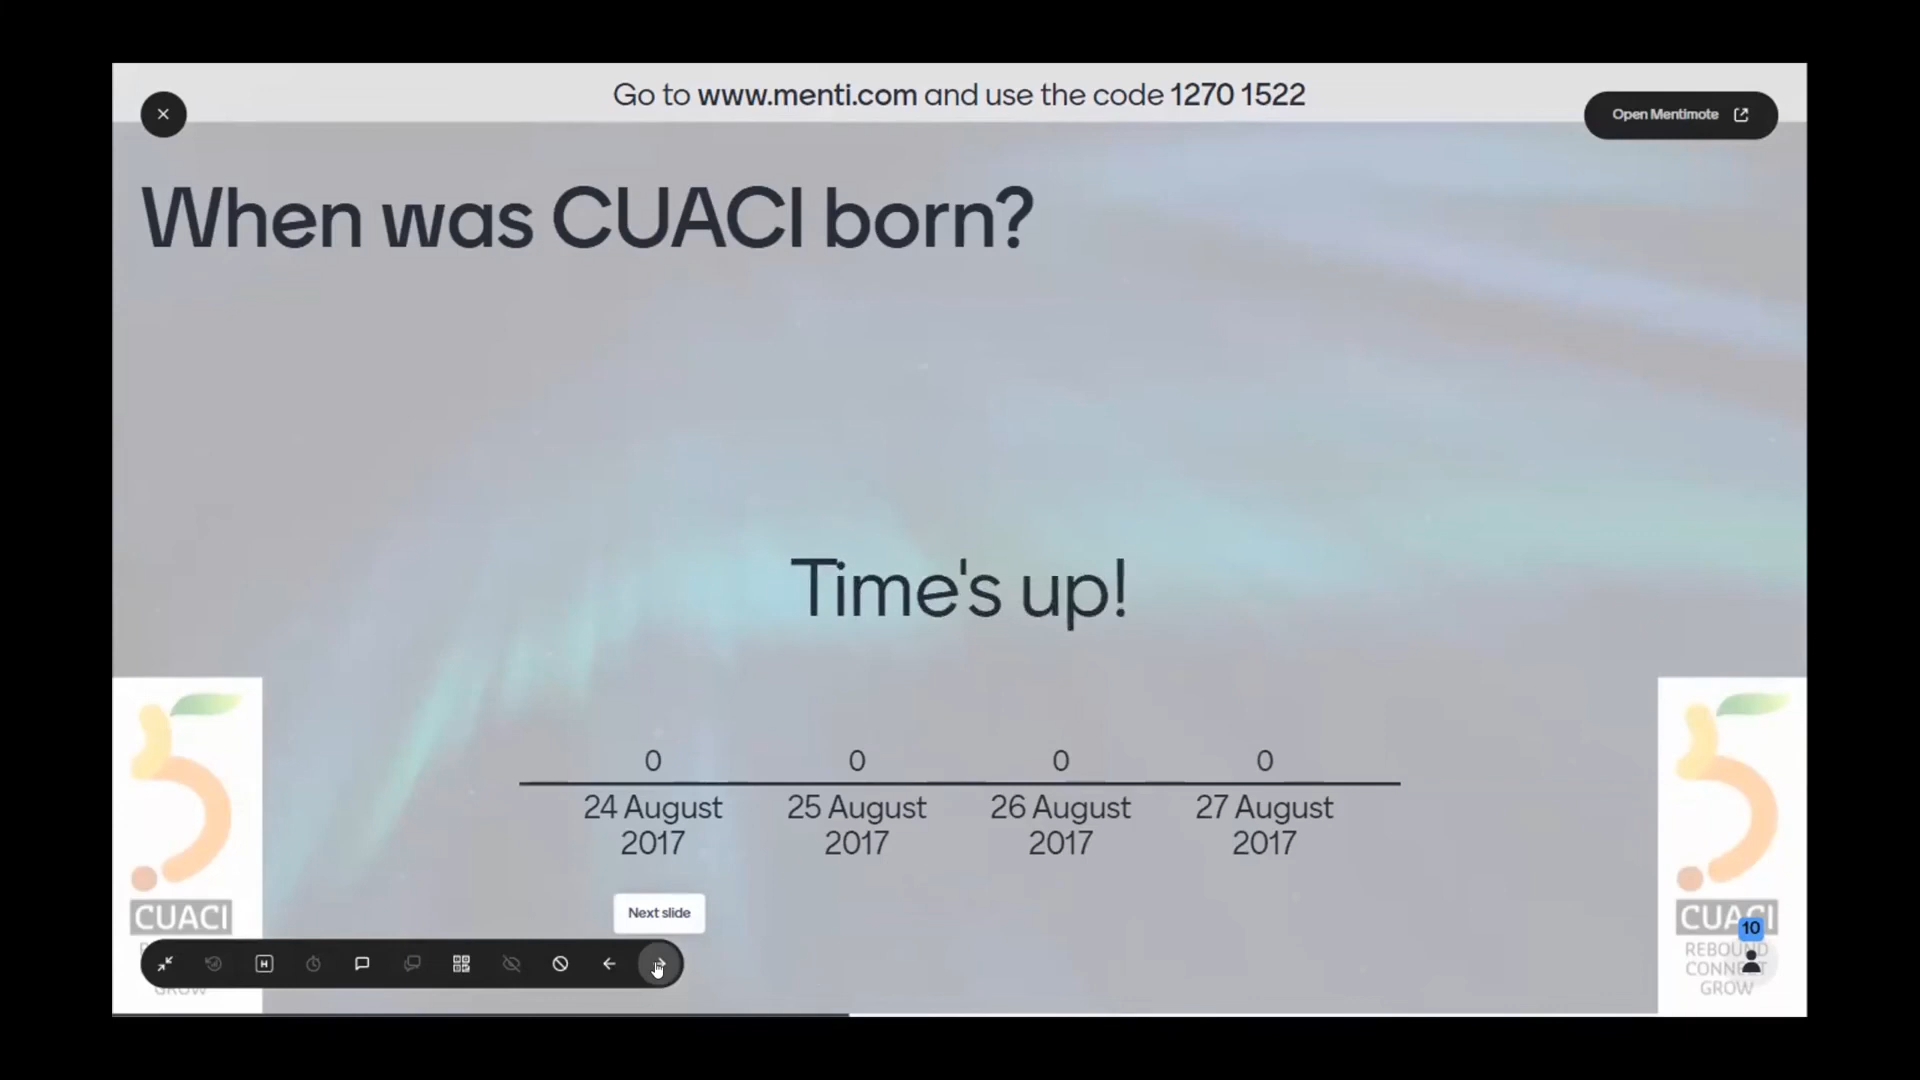 Go to www.menti.com and use the code 1270 1522
Open Mentimote
When was CUACI born?
Time's up!
0 0 0 0
24 August 25 August 26 August 27 August
2017 2017 2017 2017
Next slide
CUACI
GROW
CUACI
10
REBOUND
CONNECT
GROW